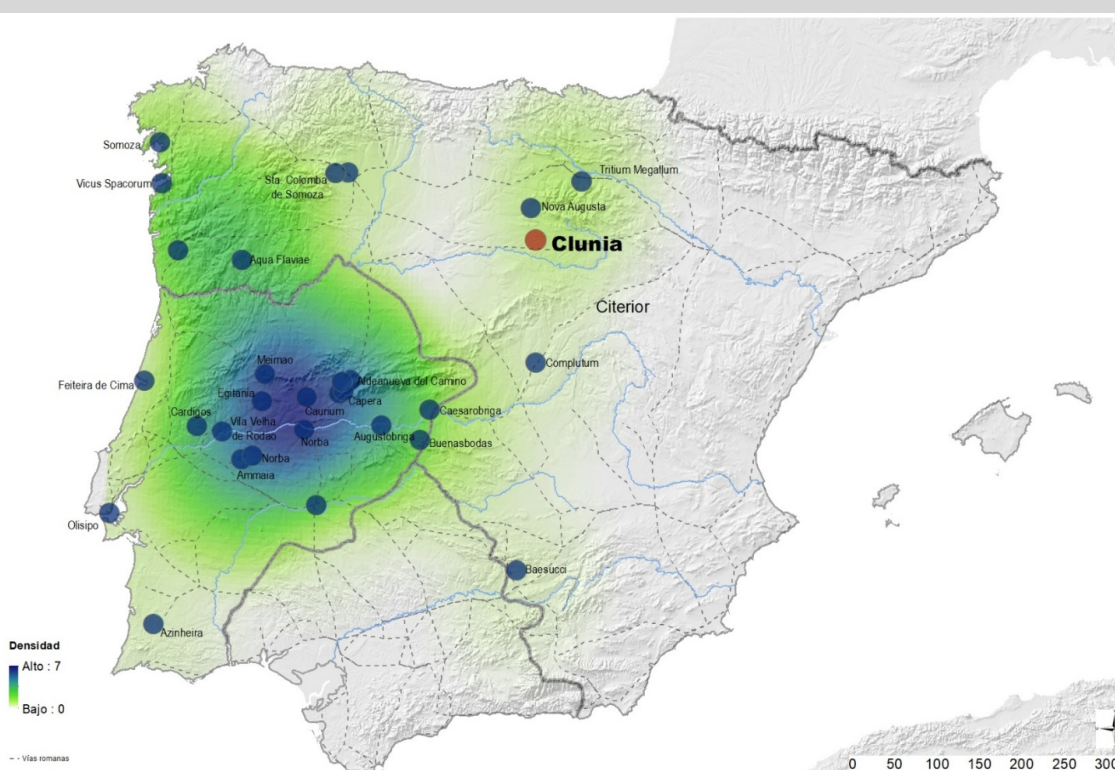 Somoza
Vicus Spacorum
Sta. Colomba
de Somoza
Tritium Megallum
Nova Augusta
Clunia
Aqua Flaviae
Citerior
Complutum
Meimao
Feiteira de Cima
Aldeanueva del Camino
Egitania
Capera
Caurium
Cardigos
Caesarobriga
Vila Velha
de Rodao
Norba
Augustobriga
Buenasbodas
Norba
Ammaia
Olisipo
Baesucci
Azinheira
Densidad
Alto : 7
Bajo : 0
Vías romanas
0 50 100 150 200 250 300